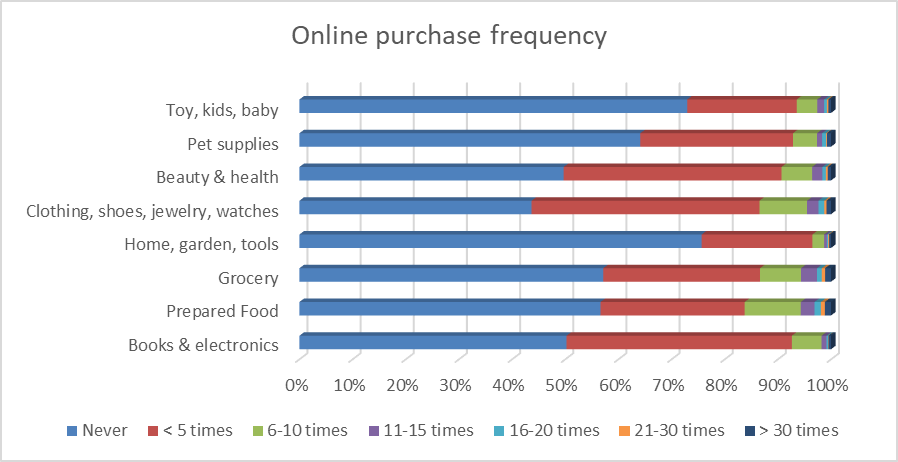 Online purchase frequency
Toy, kids, baby
Pet supplies
Beauty & health
Clothing, shoes, jewelry, watches
Home, garden, tools
Grocery
Prepared Food
Books & electronics
0% 10% 20% 30% 40% 50% 60% 70% 80% 90% 100%
Never < 5 times 6-10 times 11-15 times 16-20 times 21-30 times > 30 times